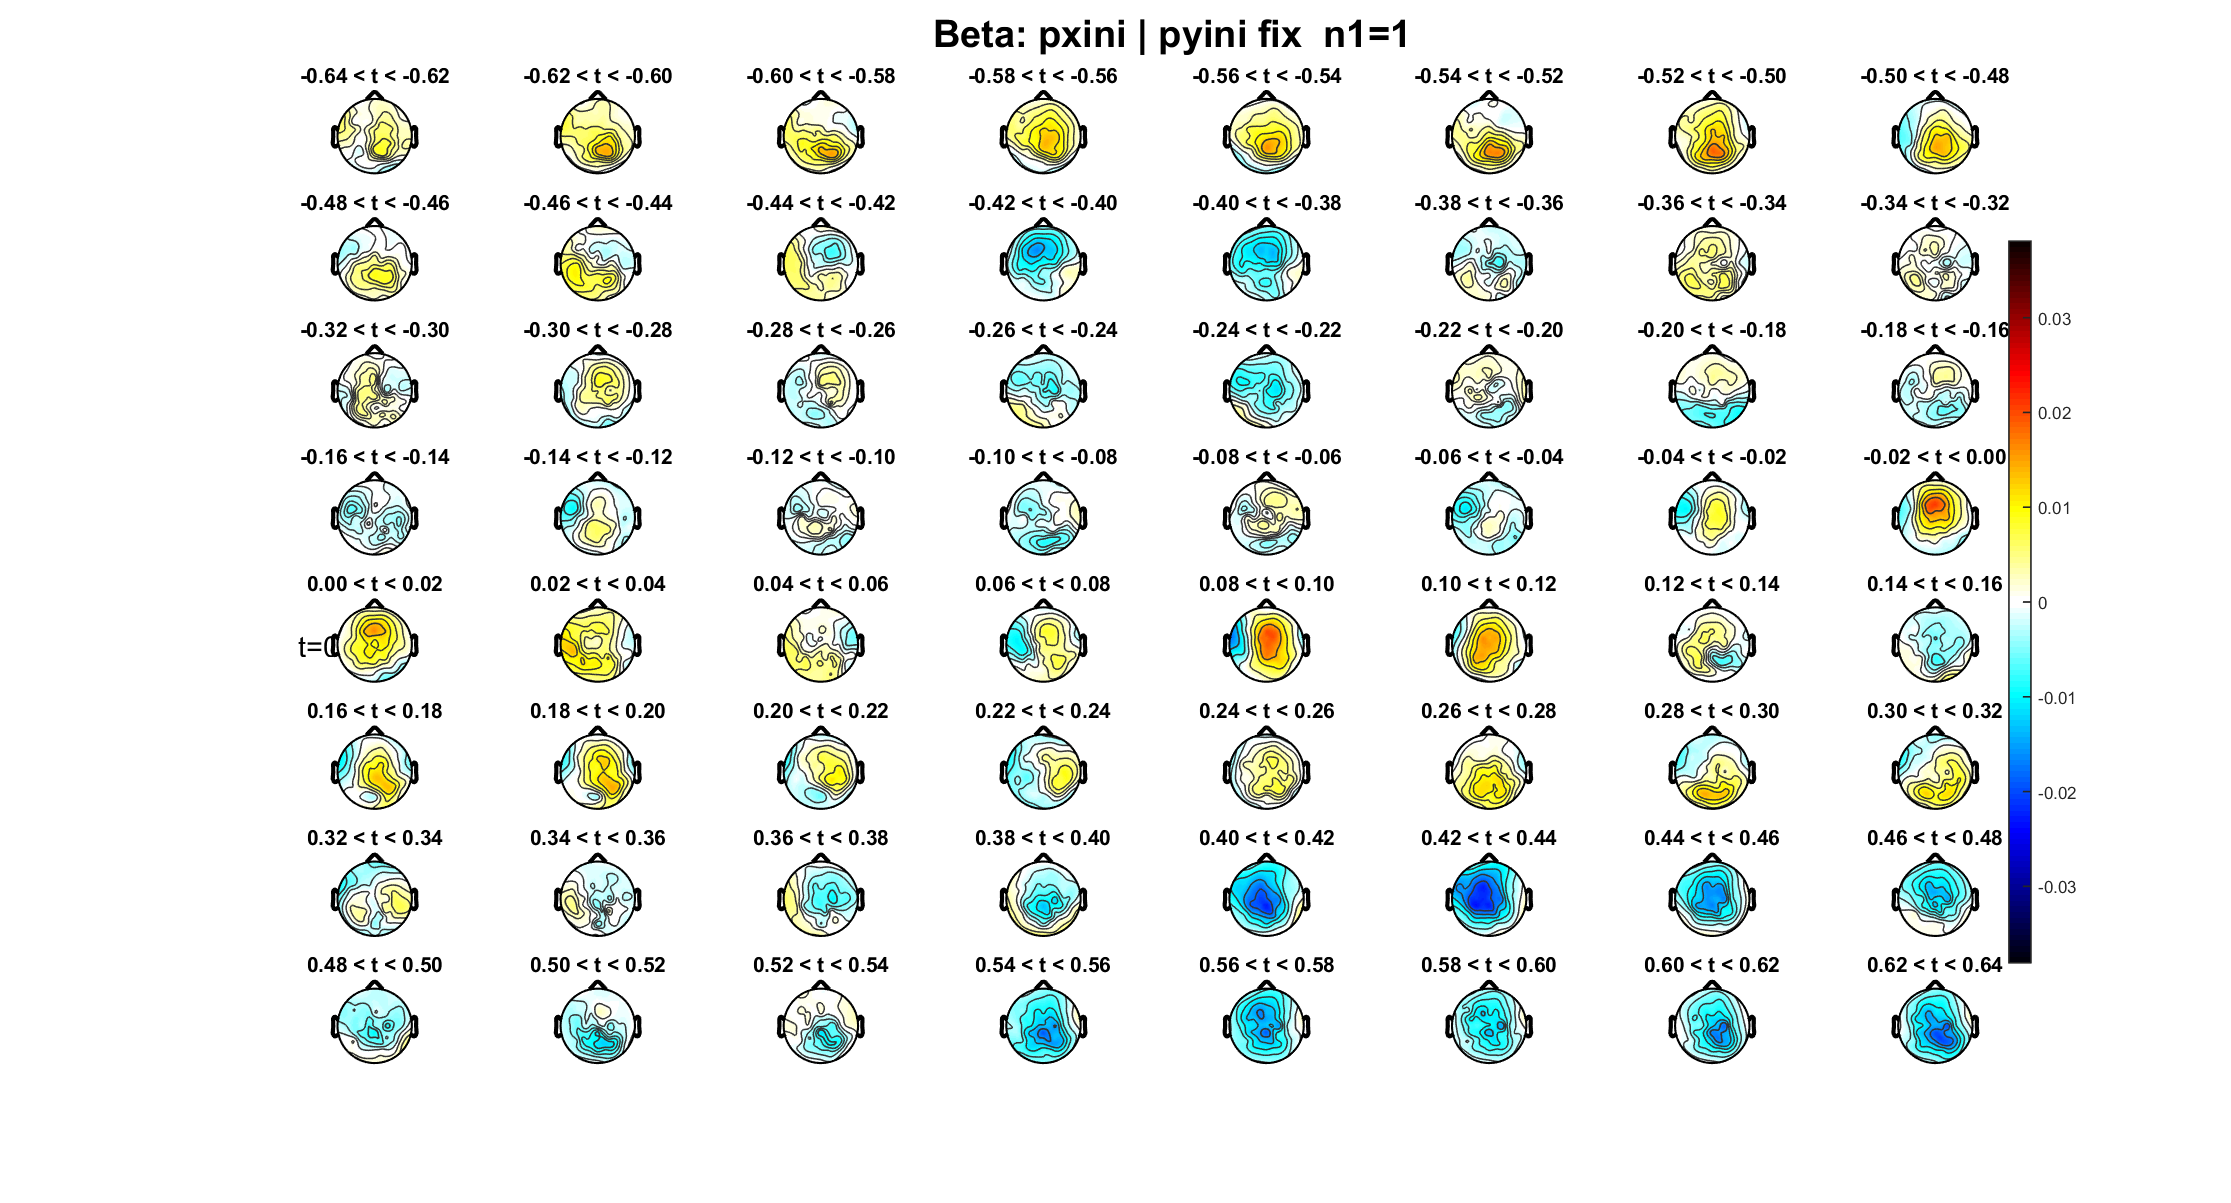 Beta: pxini | pyini fix  n1=1
-0.64 < t < -0.62
-0.62 < t < -0.60
-0.60 < t < -0.58
-0.58 < t < -0.56
-0.56 < t < -0.54
-0.54 < t < -0.52
-0.52 < t < -0.50
-0.50 < t < -0.48
-0.48 < t < -0.46
-0.46 < t < -0.44
-0.44 < t < -0.42
-0.42 < t < -0.40
-0.40 < t < -0.38
-0.38 < t < -0.36
-0.36 < t < -0.34
-0.34 < t < -0.32
-0.32 < t < -0.30
-0.30 < t < -0.28
-0.28 < t < -0.26
-0.26 < t < -0.24
-0.24 < t < -0.22
-0.22 < t < -0.20
-0.20 < t < -0.18
-0.18 < t < -0.16
-0.16 < t < -0.14
-0.14 < t < -0.12
-0.12 < t < -0.10
-0.10 < t < -0.08
-0.08 < t < -0.06
-0.06 < t < -0.04
-0.04 < t < -0.02
-0.02 < t < 0.00
0.00 < t < 0.02
0.02 < t < 0.04
0.04 < t < 0.06
0.06 < t < 0.08
0.08 < t < 0.10
0.10 < t < 0.12
0.12 < t < 0.14
0.14 < t < 0.16
t=0
0.16 < t < 0.18
0.18 < t < 0.20
0.20 < t < 0.22
0.22 < t < 0.24
0.24 < t < 0.26
0.26 < t < 0.28
0.28 < t < 0.30
0.30 < t < 0.32
0.32 < t < 0.34
0.34 < t < 0.36
0.36 < t < 0.38
0.38 < t < 0.40
0.40 < t < 0.42
0.42 < t < 0.44
0.44 < t < 0.46
0.46 < t < 0.48
0.48 < t < 0.50
0.50 < t < 0.52
0.52 < t < 0.54
0.54 < t < 0.56
0.56 < t < 0.58
0.58 < t < 0.60
0.60 < t < 0.62
0.62 < t < 0.64
0.03
0.02
0.01
0
-0.01
-0.02
-0.03